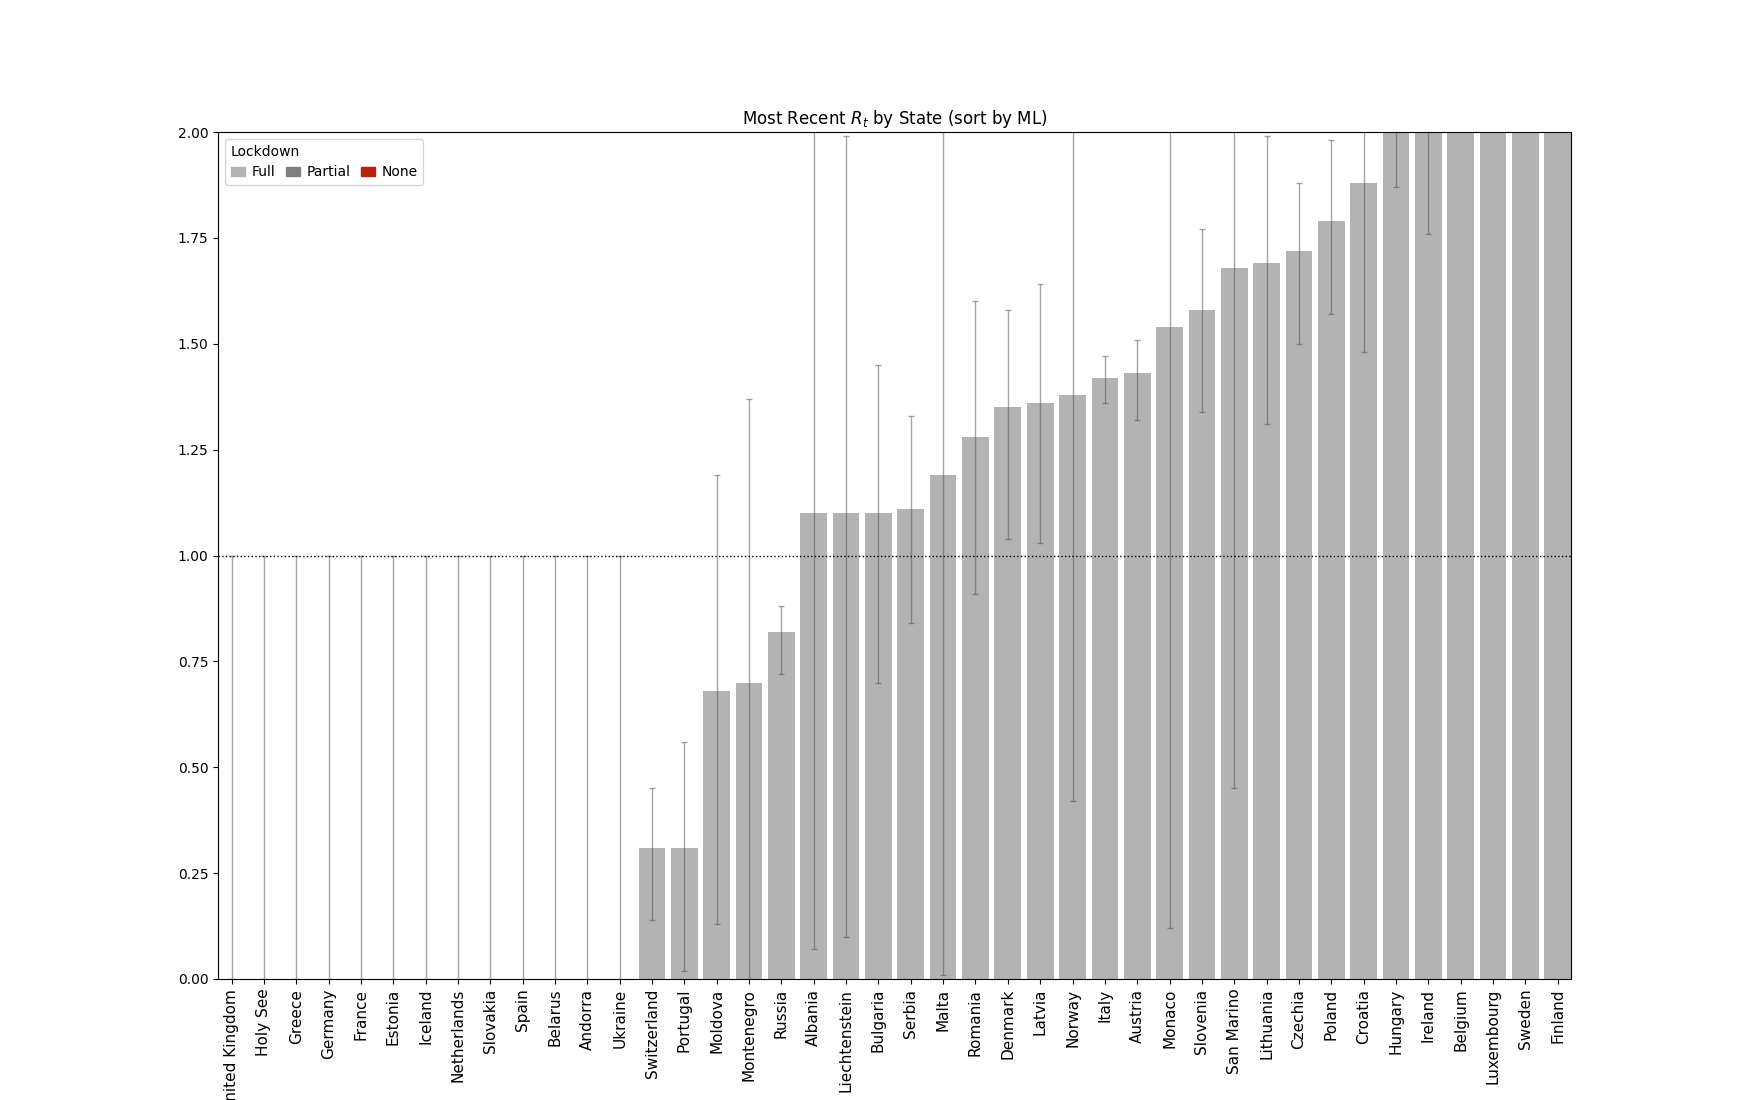 Most Recent Rt by State (sort by ML)
Lockdown
Full Partial None
2.00
1.75
1.50
1.25
1.00
0.75
0.50
0.25
0.00
nited Kingdom
Holy See
Greece
Germany
France
Estonia
Iceland
Netherlands
Slovakia
Spain
Belarus
Andorra
Ukraine
Switzerland
Portugal
Moldova
Montenegro
Russia
Albania
Liechtenstein
Bulgaria
Serbia
Malta
Romania
Denmark
Latvia
Norway
Italy
Austria
Monaco
Slovenia
San Marino
Lithuania
Czechia
Poland
Croatia
Hungary
Ireland
Belgium
Luxembourg
Sweden
Finland